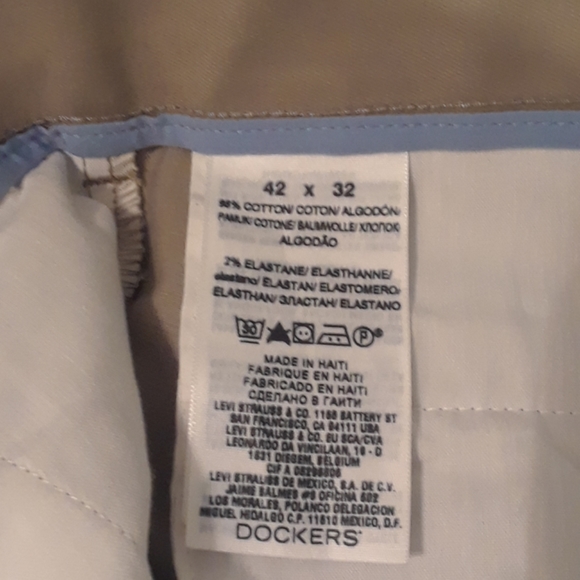 42 x 32
98% COTTON/ COTON/ ALGODÓN/
PAMUK/ COTONE/ BAUMWOLLE/ ХЛОПОК
ALGODÃO
2% ELASTANE/ ELASTHANNE/
elastano/ ELASTAN/ ELASTOMERO/
ELASTHAN/ ЭЛАСТАН/ ELASTANO
30 P
MADE IN HAITI
FABRIQUE EN HAITI
FABRICADO EN HAITI
СДЕЛАНО В ГАИТИ
LEVI STRAUSS & CO. 1155 BATTERY ST
SAN FRANCISCO, CA 94111 USA
LEVI STRAUSS & CO. EU SCA/CVA
LEONARDO DA VINCILAAN, 19 - D
1831 DIEGEM, BELGIUM
CIF A
LEVI STRAUSS DE MEXICO, S.A. DE C.V.
JAIME BALMES #8 OFICINA 602
LOS MORALES, POLANCO DELEGACION
MIGUEL HIDALGO C.P. 11510 MEXICO, D.F.
DOCKERS®